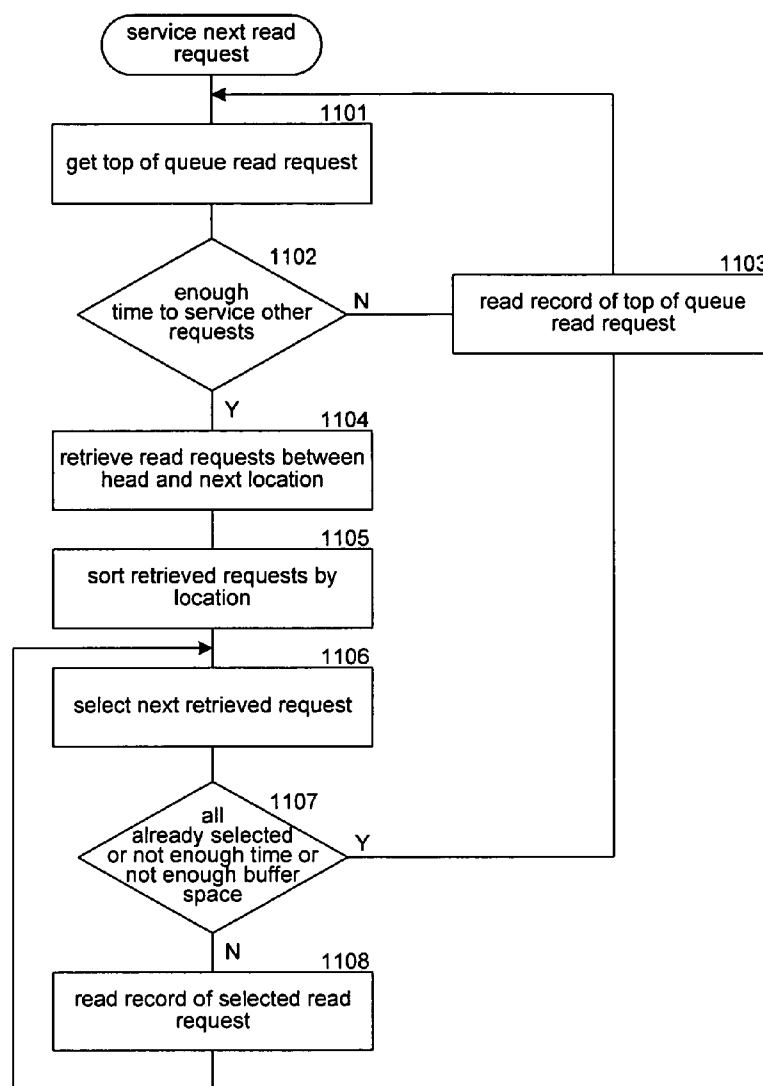 service next read
request
1101
get top of queue read request
1102
enough
time to service other
requests
N
Y
1103
read record of top of queue
read request
1104
retrieve read requests between
head and next location
1105
sort retrieved requests by
location
1106
select next retrieved request
1107
all
already selected
or not enough time or
not enough buffer
space
Y
N
1108
read record of selected read
request